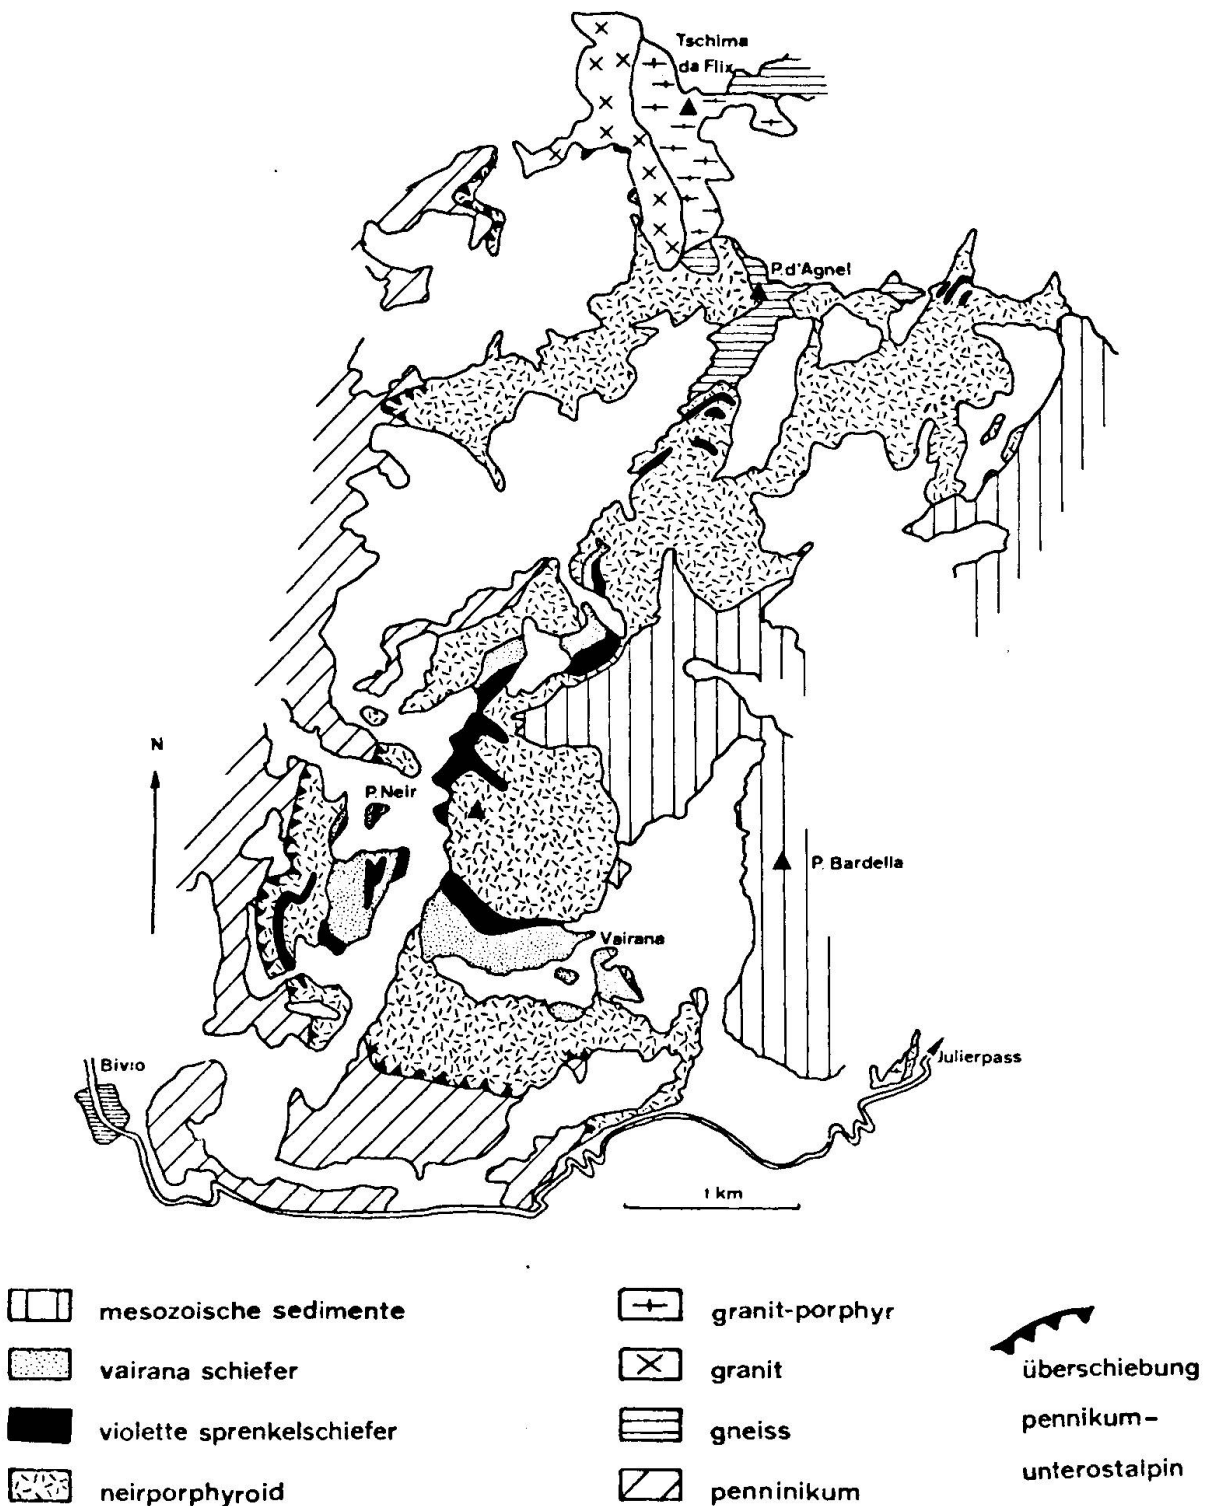 Tschima
da Flix
P.d'Agnel
N
P.Neir
P. Bardella
Vairana
Bivio
Julierpass
1 km
mesozoische sedimente
vairana schiefer
violette sprenkelschiefer
neirporphyroid
granit-porphyr
granit
gneiss
penninikum
überschiebung
pennikum-
unterostalpin